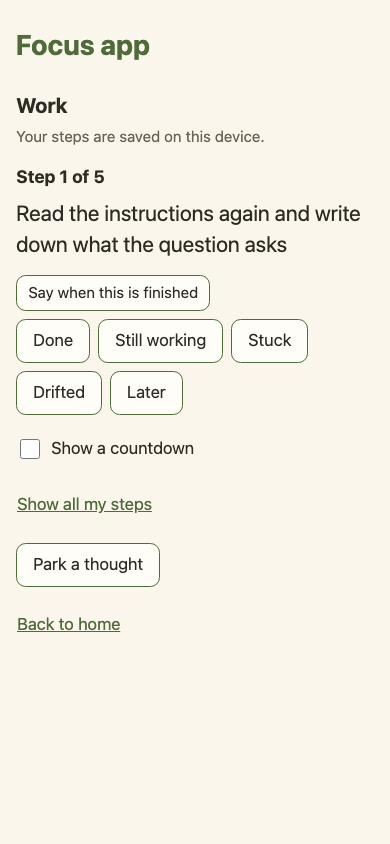 Focus app
Work
Your steps are saved on this device.
Step 1 of 5
Read the instructions again and write
down what the question asks
Say when this is finished
Done
Still working
Stuck
Drifted
Later
Show a countdown
Show all my steps
Park a thought
Back to home